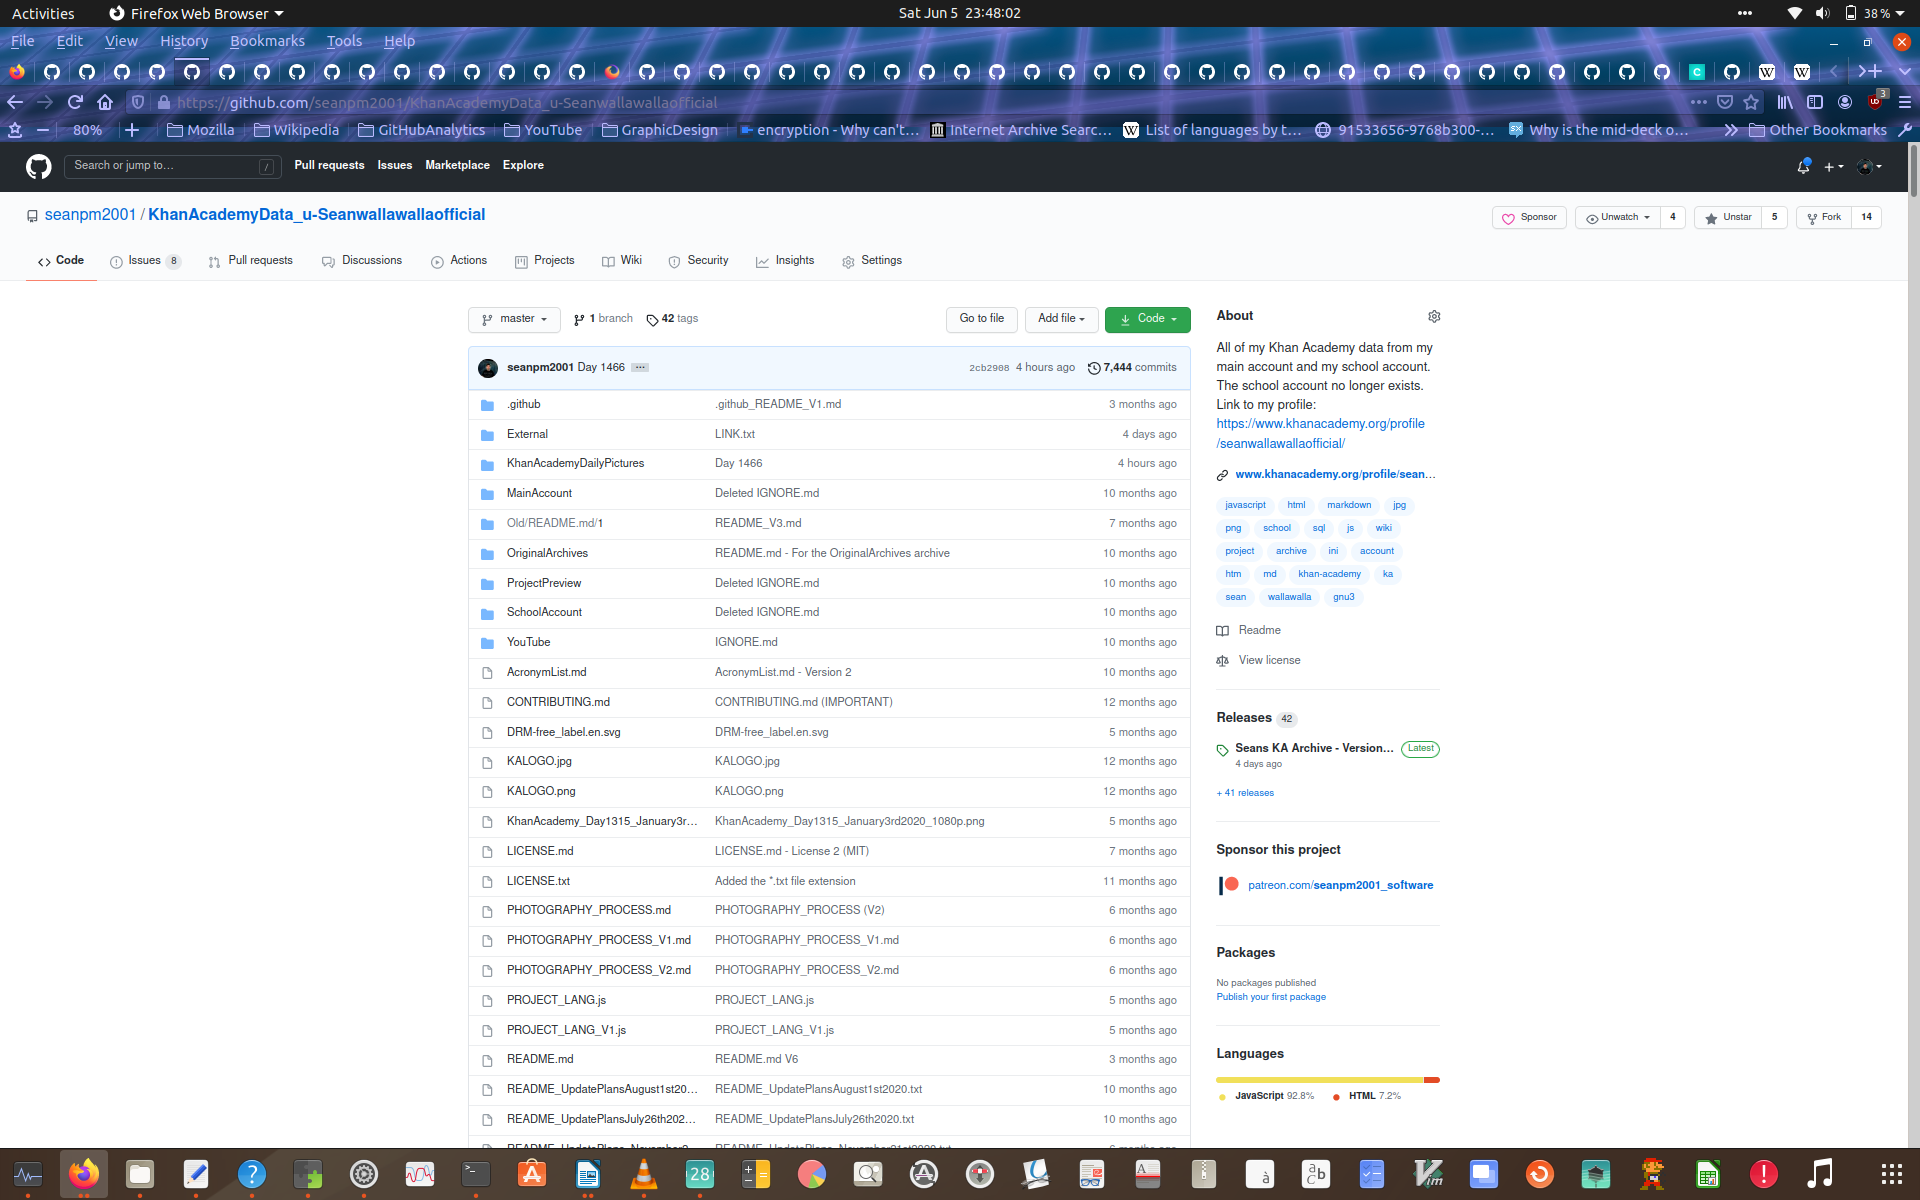 Activities Firefox Web Browser Sat Jun 5 23:48:02 38 %
File Edit View History Bookmarks Tools Help
https://github.com/seanpm2001/KhanAcademyData_u-Seanwallawallaofficial 3
80% Mozilla Wikipedia GitHubAnalytics YouTube GraphicDesign encryption - Why can't… Internet Archive Searc… List of languages by t… 91533656-9768b300-… Why is the mid-deck o… Other Bookmarks
Search or jump to… / Pull requests Issues Marketplace Explore
seanpm2001 / KhanAcademyData_u-Seanwallawallaofficial Sponsor Unwatch 4 Unstar 5 Fork 14
Code Issues 8 Pull requests Discussions Actions Projects Wiki Security Insights Settings
master 1 branch 42 tags Go to file Add file Code
seanpm2001 Day 1466 … 2cb2908 4 hours ago 7,444 commits
.github .github_README_V1.md 3 months ago
External LINK.txt 4 days ago
KhanAcademyDailyPictures Day 1466 4 hours ago
MainAccount Deleted IGNORE.md 10 months ago
Old/README.md/1 README_V3.md 7 months ago
OriginalArchives README.md - For the OriginalArchives archive 10 months ago
ProjectPreview Deleted IGNORE.md 10 months ago
SchoolAccount Deleted IGNORE.md 10 months ago
YouTube IGNORE.md 10 months ago
AcronymList.md AcronymList.md - Version 2 10 months ago
CONTRIBUTING.md CONTRIBUTING.md (IMPORTANT) 12 months ago
DRM-free_label.en.svg DRM-free_label.en.svg 5 months ago
KALOGO.jpg KALOGO.jpg 12 months ago
KALOGO.png KALOGO.png 12 months ago
KhanAcademy_Day1315_January3r… KhanAcademy_Day1315_January3rd2020_1080p.png 5 months ago
LICENSE.md LICENSE.md - License 2 (MIT) 7 months ago
LICENSE.txt Added the *.txt file extension 11 months ago
PHOTOGRAPHY_PROCESS.md PHOTOGRAPHY_PROCESS (V2) 6 months ago
PHOTOGRAPHY_PROCESS_V1.md PHOTOGRAPHY_PROCESS_V1.md 6 months ago
PHOTOGRAPHY_PROCESS_V2.md PHOTOGRAPHY_PROCESS_V2.md 6 months ago
PROJECT_LANG.js PROJECT_LANG.js 5 months ago
PROJECT_LANG_V1.js PROJECT_LANG_V1.js 5 months ago
README.md README.md V6 3 months ago
README_UpdatePlansAugust1st20… README_UpdatePlansAugust1st2020.txt 10 months ago
README_UpdatePlansJuly26th202… README_UpdatePlansJuly26th2020.txt 10 months ago
About
All of my Khan Academy data from my
main account and my school account.
The school account no longer exists.
Link to my profile:
https://www.khanacademy.org/profile
/seanwallawallaofficial/
www.khanacademy.org/profile/sean…
javascript html markdown jpg
png school sql js wiki
project archive ini account
htm md khan-academy ka
sean wallawalla gnu3
Readme
View license
Releases 42
Seans KA Archive - Version… Latest
4 days ago
+ 41 releases
Sponsor this project
patreon.com/seanpm2001_software
Packages
No packages published
Publish your first package
Languages
JavaScript 92.8% HTML 7.2%
28